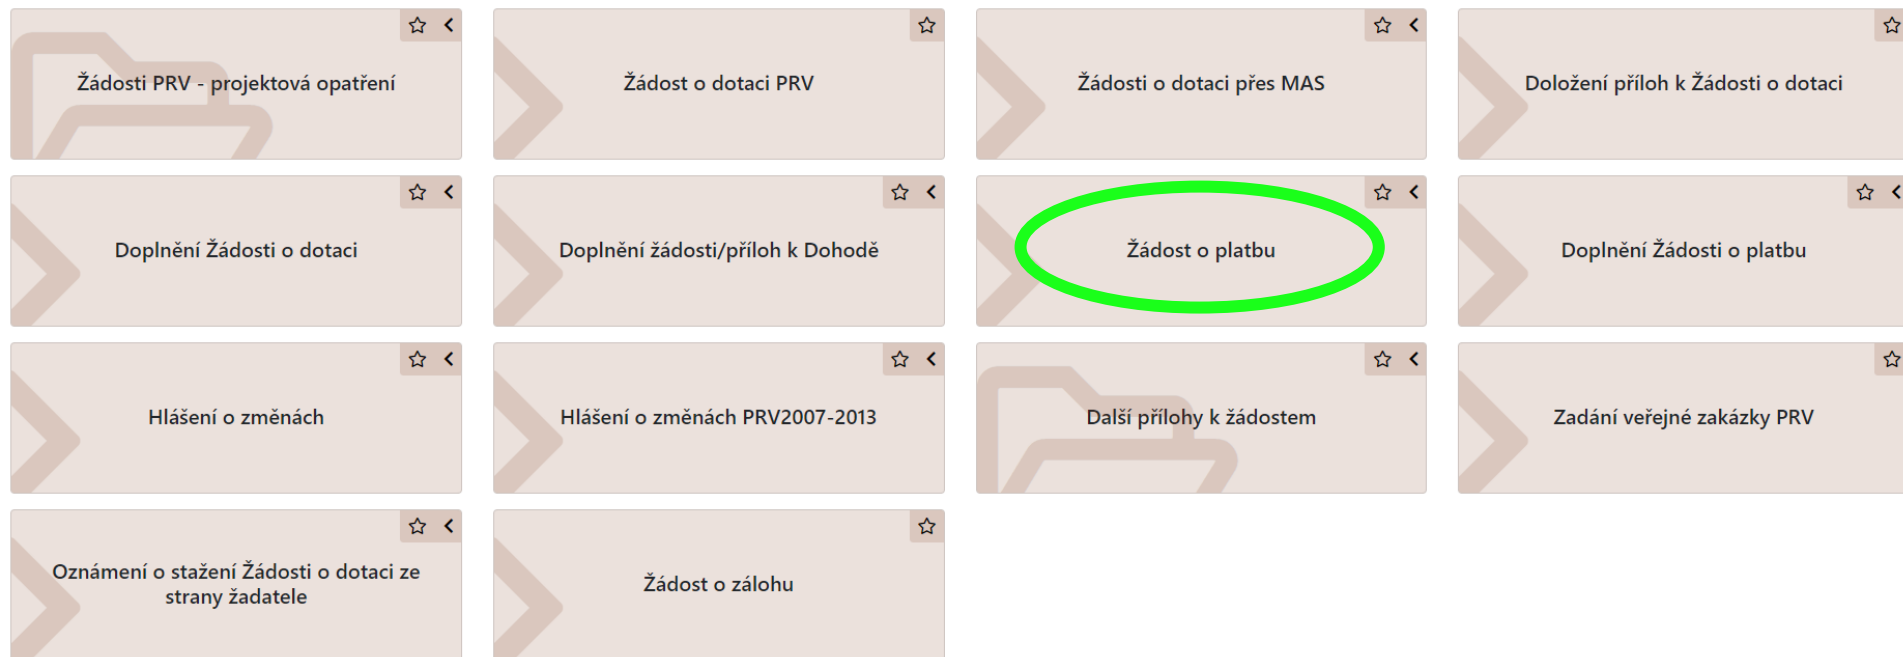 Žádosti PRV - projektová opatření
Žádost o dotaci PRV
Žádosti o dotaci přes MAS
Doložení příloh k Žádosti o dotaci
Doplnění Žádosti o dotaci
Doplnění žádosti/příloh k Dohodě
Žádost o platbu
Doplnění Žádosti o platbu
Hlášení o změnách
Hlášení o změnách PRV2007-2013
Další přílohy k žádostem
Zadání veřejné zakázky PRV
Oznámení o stažení Žádosti o dotaci ze
strany žadatele
Žádost o zálohu